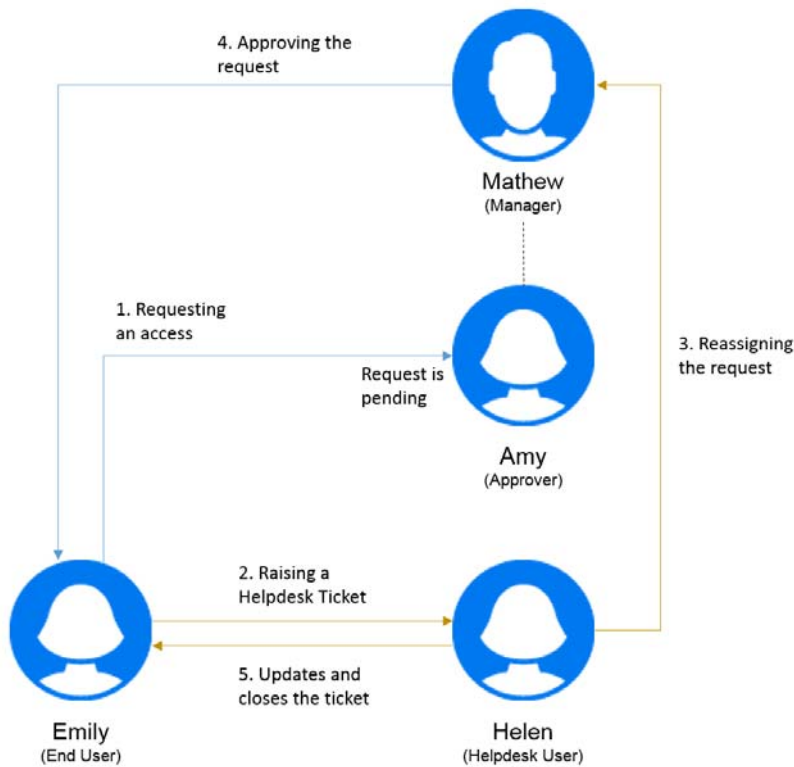 4. Approving the
request
Mathew
(Manager)
1. Requesting
an access
Request is
pending
3. Reassigning
the request
Amy
(Approver)
2. Raising a
Helpdesk Ticket
5. Updates and
closes the ticket
Emily
(End User)
Helen
(Helpdesk User)